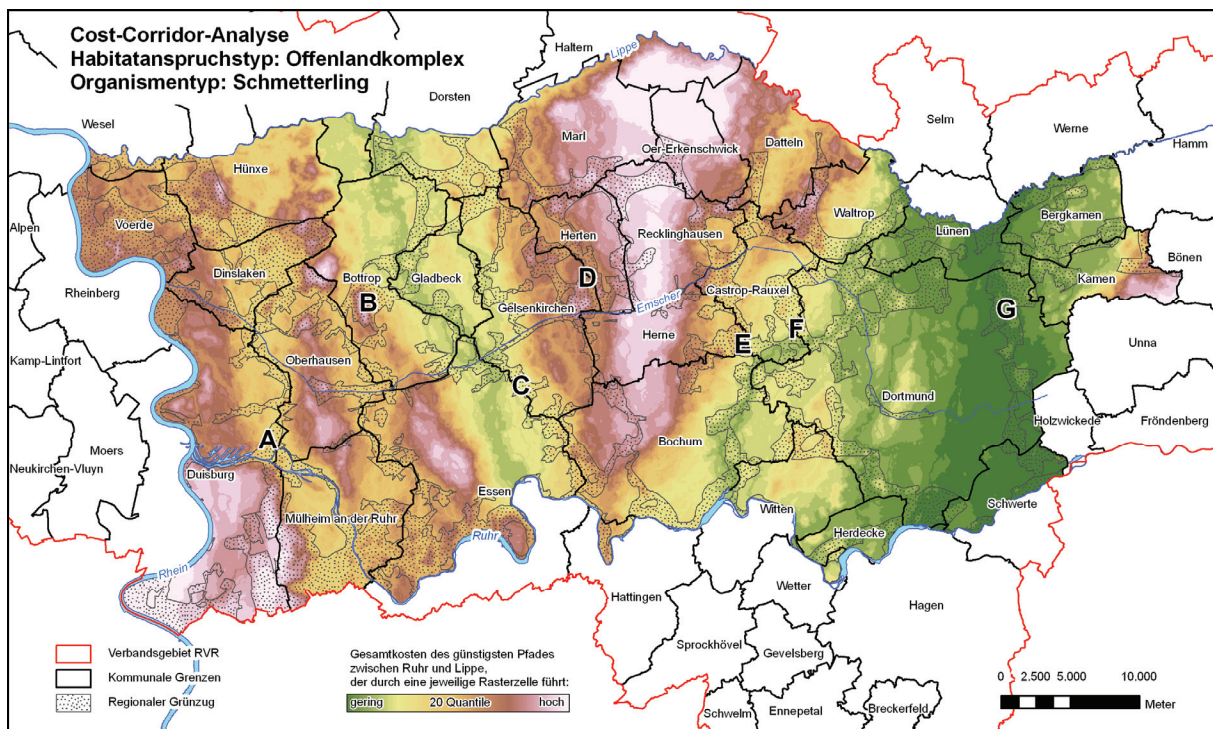 Cost-Corridor-Analyse
Habitatanspruchstyp: Offenlandkomplex
Organismentyp: Schmetterling
Haltern
Lippe
Dorsten
Wesel
Selm
Werne
Hamm
Marl
Oer-Erkenschwick
Datteln
Hünxe
Voerde
Alpen
Waltrop
Bergkamen
Lünen
Herten
Recklinghausen
Bönen
Kamen
Dinslaken
Bottrop
Gladbeck
Rheinberg
B
D
Gelsenkirchen
Emscher
Castrop-Rauxel
G
Herne
F
E
Unna
Kamp-Lintfort
Oberhausen
C
Dortmund
Holzwickede
Fröndenberg
A
Bochum
Moers
Neukirchen-Vluyn
Duisburg
Essen
Witten
Schwerte
Mülheim an der Ruhr
Ruhr
Herdecke
Rhein
Hattingen
Wetter
Hagen
Sprockhövel
Gevelsberg
Schwelm
Ennepetal
Breckerfeld
Verbandsgebiet RVR
Kommunale Grenzen
Regionaler Grünzug
Gesamtkosten des günstigsten Pfades
zwischen Ruhr und Lippe,
der durch eine jeweilige Rasterzelle führt:
gering 20 Quantile hoch
0 2.500 5.000 10.000
Meter